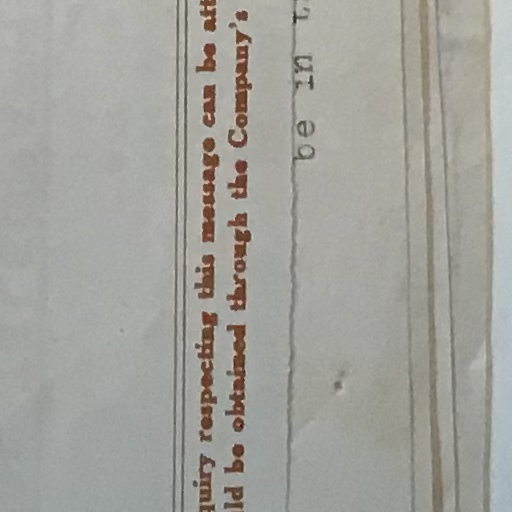 quiry respecting this message can be att
ld be obtained through the Company's
be in